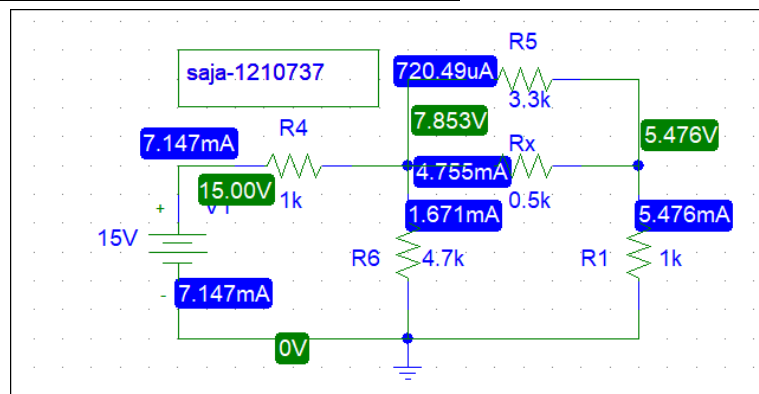 saja-1210737
R5
720.49uA
3.3k
7.853V
7.147mA
R4
Rx
5.476V
4.755mA
15.00V
1k
0.5k
+
V1
1.671mA
5.476mA
15V
R6
4.7k
R1
1k
-
7.147mA
0V